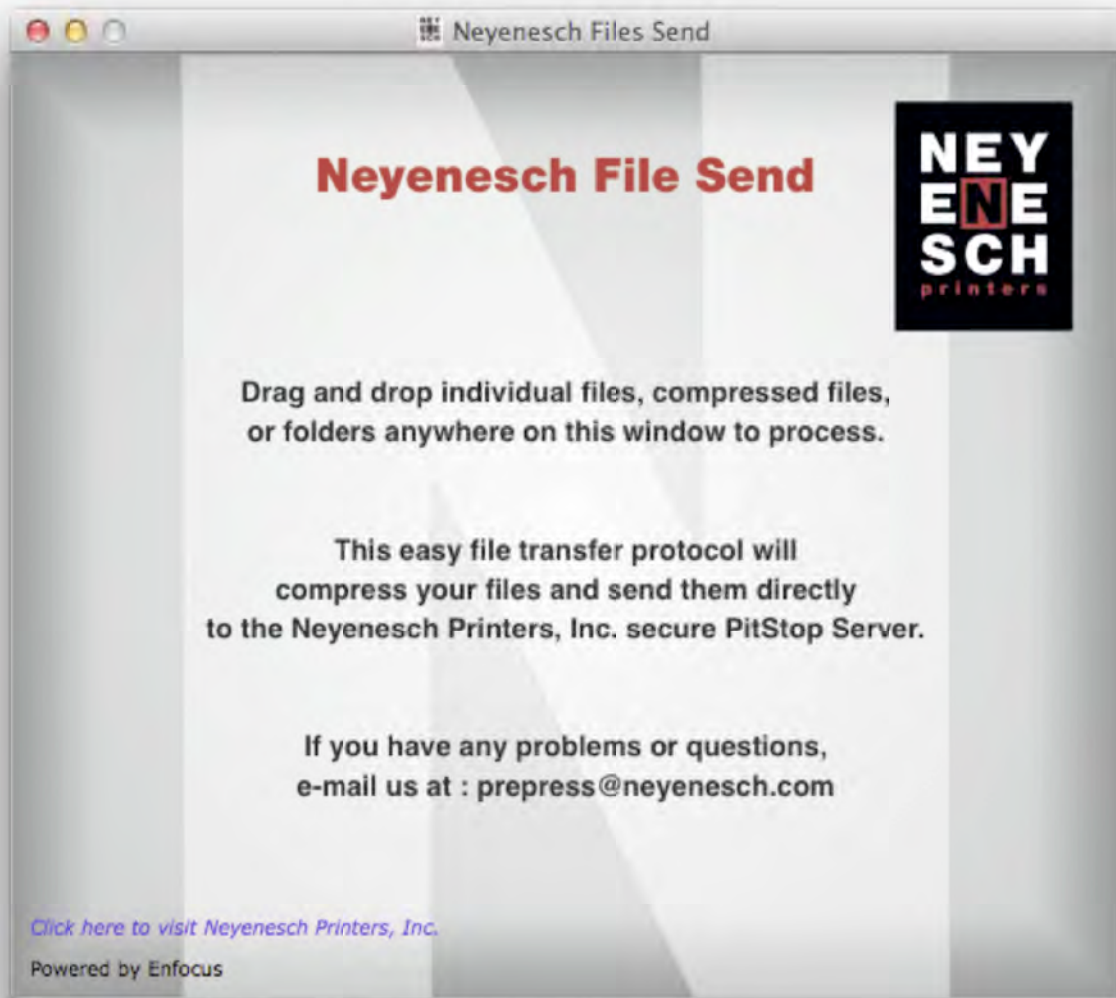 Neyenesch Files Send
Neyenesch File Send
NEY
ENE
SCH
printers
Drag and drop individual files, compressed files,
or folders anywhere on this window to process.
This easy file transfer protocol will
compress your files and send them directly
to the Neyenesch Printers, Inc. secure PitStop Server.
If you have any problems or questions,
e-mail us at : prepress@neyenesch.com
Click here to visit Neyenesch Printers, Inc.
Powered by Enfocus